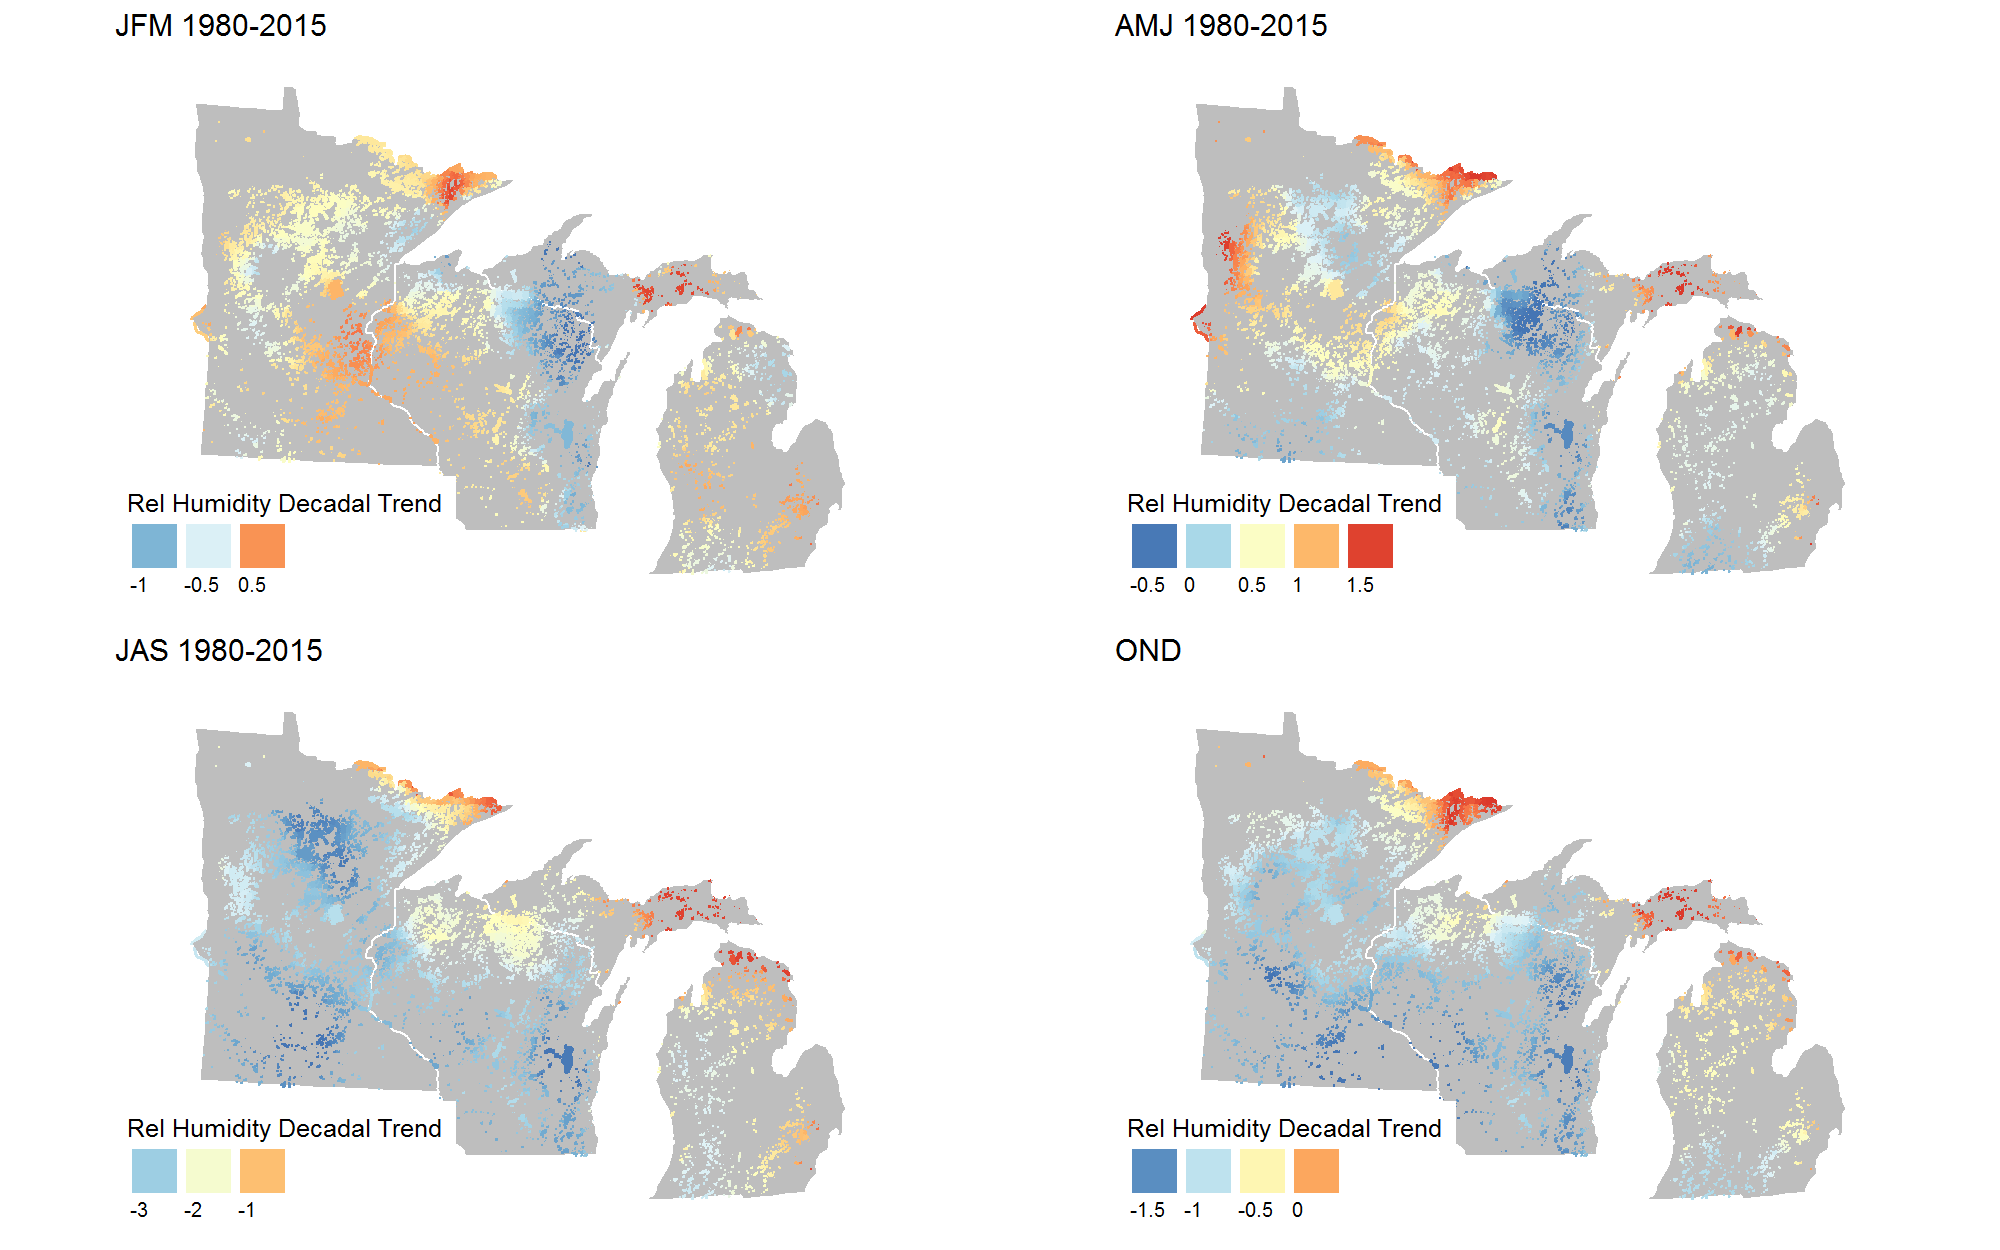 JFM 1980-2015
AMJ 1980-2015
Rel Humidity Decadal Trend
-1 -0.5 0.5
Rel Humidity Decadal Trend
-0.5 0 0.5 1 1.5
JAS 1980-2015
OND
Rel Humidity Decadal Trend
-3 -2 -1
Rel Humidity Decadal Trend
-1.5 -1 -0.5 0